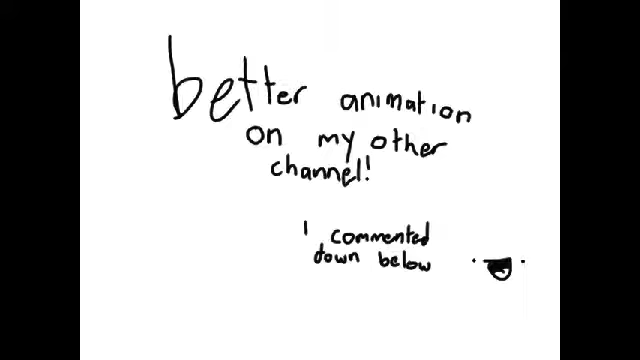 better animation
on my other
channel!
I commented
down below